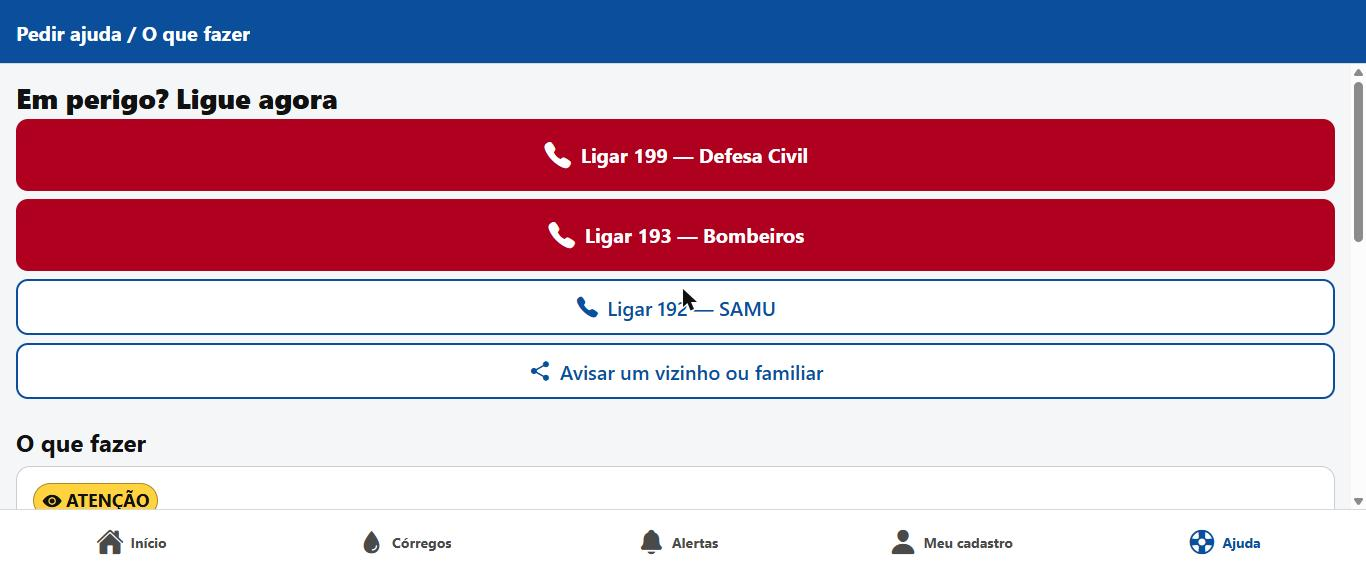 Pedir ajuda / O que fazer
Em perigo? Ligue agora
Ligar 199 — Defesa Civil
Ligar 193 — Bombeiros
Ligar 192 — SAMU
Avisar um vizinho ou familiar
O que fazer
ATENÇÃO
Início
Córregos
Alertas
Meu cadastro
Ajuda